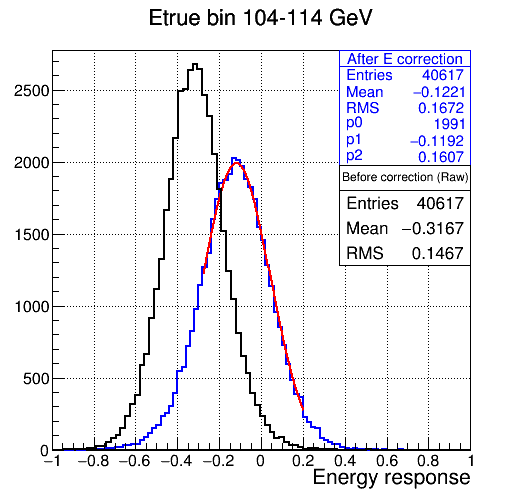 Etrue bin 104-114 GeV
After E correction
Entries 40617
Mean −0.1221
RMS 0.1672
p0 1991
p1 −0.1192
p2 0.1607
Before correction (Raw)
Entries 40617
Mean −0.3167
RMS 0.1467
2500
2000
1500
1000
500
0
−1 −0.8 −0.6 −0.4 −0.2 0 0.2 0.4 0.6 0.8 1
Energy response